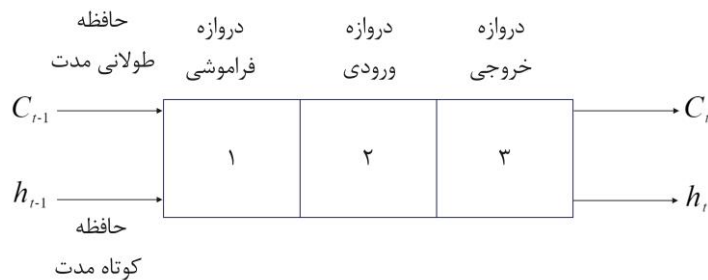 حافظه
طولانی مدت
دروازه
فراموشی
دروازه
ورودی
دروازه
خروجی
C_{t-1}
C_t
۱
۲
۳
h_{t-1}
h_t
حافظه
کوتاه مدت